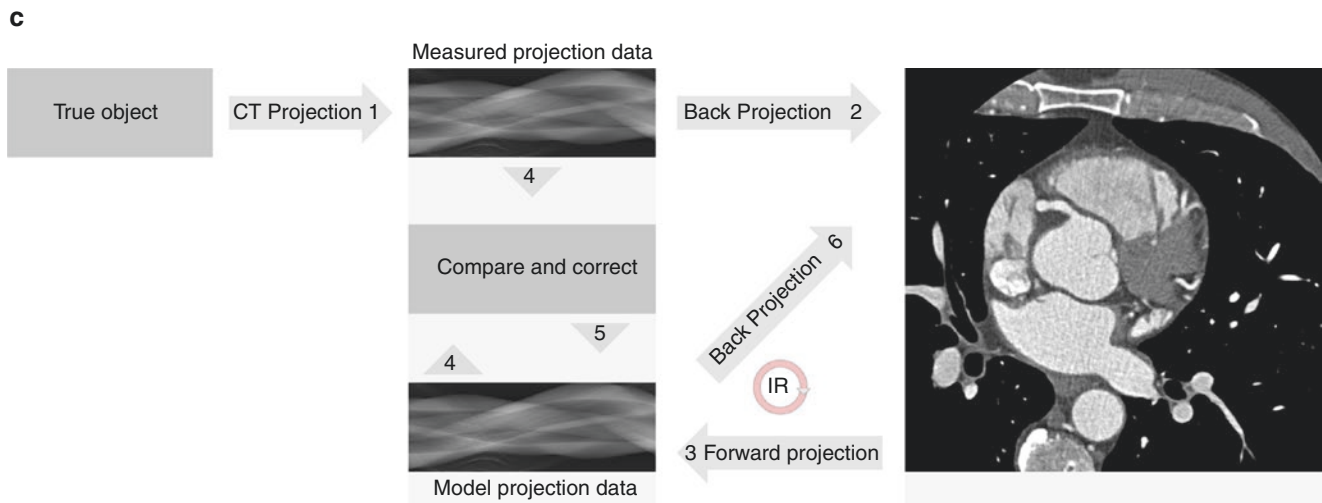 c
Measured projection data
True object
CT Projection 1
Back Projection 2
4
Compare and correct
Back Projection 6
5
4
IR
3 Forward projection
Model projection data